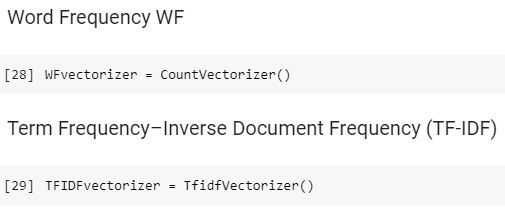 Word Frequency WF
[28] WFvectorizer = CountVectorizer()
Term Frequency–Inverse Document Frequency (TF-IDF)
[29] TFIDFvectorizer = TfidfVectorizer()